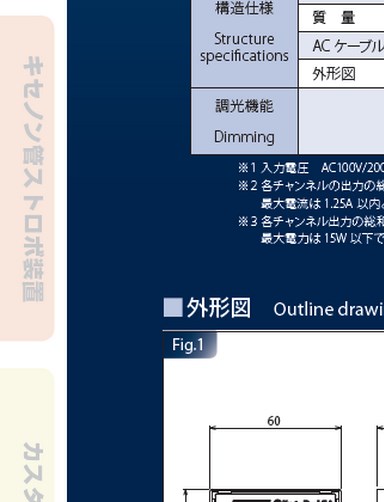 構造仕様
Structure
specifications
質 量
AC ケーブル
外形図
調光機能
Dimming
※1 入力電圧 AC100V/200
※2 各チャンネルの出力の総
最大電流は 1.25A 以内
※3 各チャンネル出力の総和
最大電力は 15W 以下で
キセノン管ストロボ装置
■外形図 Outline drawi
Fig.1
60
カスタ